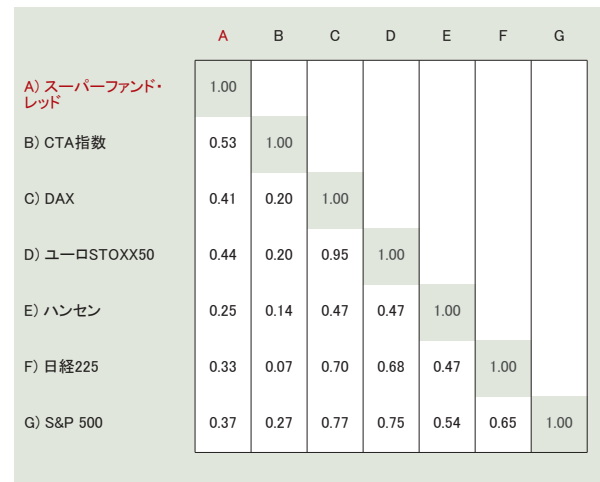 A B C D E F G
A) スーパーファンド・
レッド
1.00
B) CTA指数 0.53 1.00
C) DAX 0.41 0.20 1.00
D) ユーロSTOXX50 0.44 0.20 0.95 1.00
E) ハンセン 0.25 0.14 0.47 0.47 1.00
F) 日経225 0.33 0.07 0.70 0.68 0.47 1.00
G) S&P 500 0.37 0.27 0.77 0.75 0.54 0.65 1.00